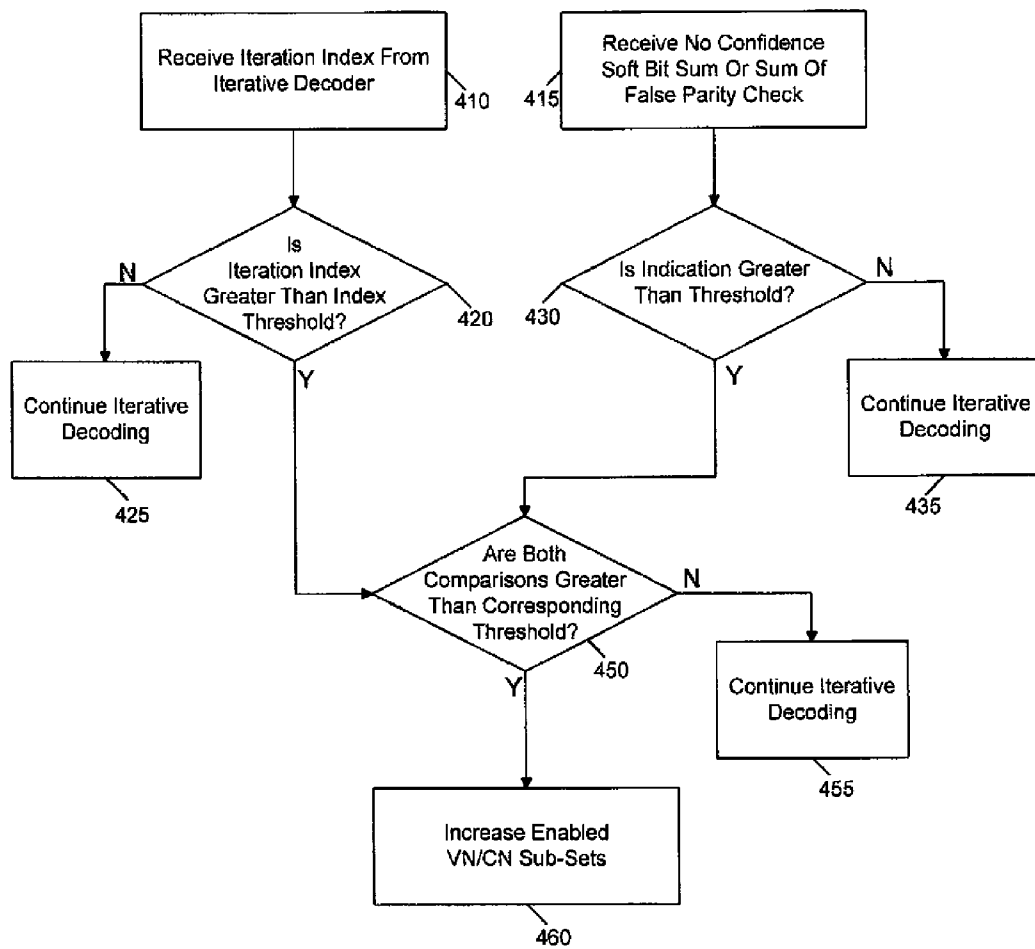 Receive Iteration Index From
Iterative Decoder
410
Receive No Confidence
Soft Bit Sum Or Sum Of
False Parity Check
415
Is
Iteration Index
Greater Than Index
Threshold?
N
420
Y
Is Indication Greater
Than Threshold?
430
N
Y
Continue Iterative
Decoding
425
Continue Iterative
Decoding
435
Are Both
Comparisons Greater
Than Corresponding
Threshold?
N
450
Y
Continue Iterative
Decoding
455
Increase Enabled
VN/CN Sub-Sets
460